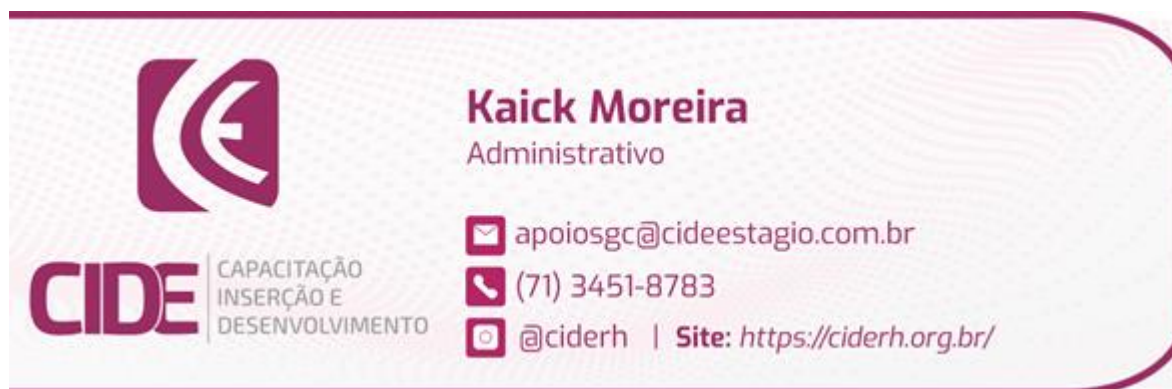 Kaick Moreira
Administrativo
apoiosgc@cideestagio.com.br
(71) 3451-8783
@ciderh | Site: https://ciderh.org.br/
CIDE
CAPACITAÇÃO
INSERÇÃO E
DESENVOLVIMENTO